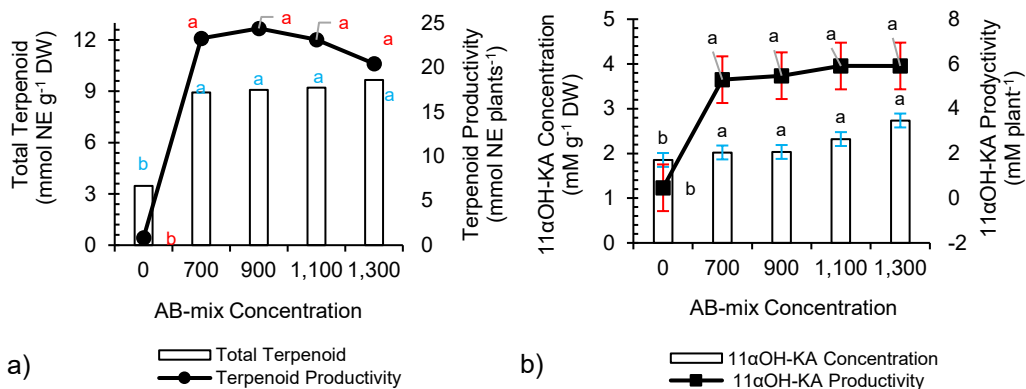 Total Terpenoid
(mmol NE g⁻¹ DW)
12
9
6
3
0
25
20
15
10
5
0
Terpenoid Productivity
(mmol NE plants⁻¹)
a
a
a
a
a
a
a
a
b
b
0 700 900 1,100 1,300
AB-mix Concentration
Total Terpenoid
Terpenoid Productivity
a)
11αOH-KA Concentration
(mM g⁻¹ DW)
5
4
3
2
1
0
8
6
4
2
0
-2
11αOH-KA Prodyctivity
(mM plant⁻¹)
a
a
a
a
a
a
a
a
b
b
0 700 900 1,100 1,300
AB-mix Concentration
11αOH-KA Concentration
11αOH-KA Productivity
b)